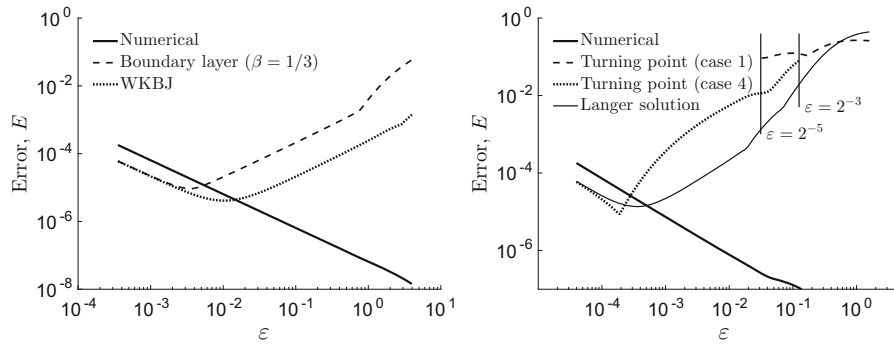 10^0
10^-2
10^-4
10^-6
10^-8
Error, E
Numerical
Boundary layer (β = 1/3)
WKBJ
10^-4
10^-3
10^-2
10^-1
10^0
10^1
ε
10^0
10^-2
10^-4
10^-6
Error, E
Numerical
Turning point (case 1)
Turning point (case 4)
Langer solution
ε = 2^-3
ε = 2^-5
10^-4
10^-3
10^-2
10^-1
10^0
ε